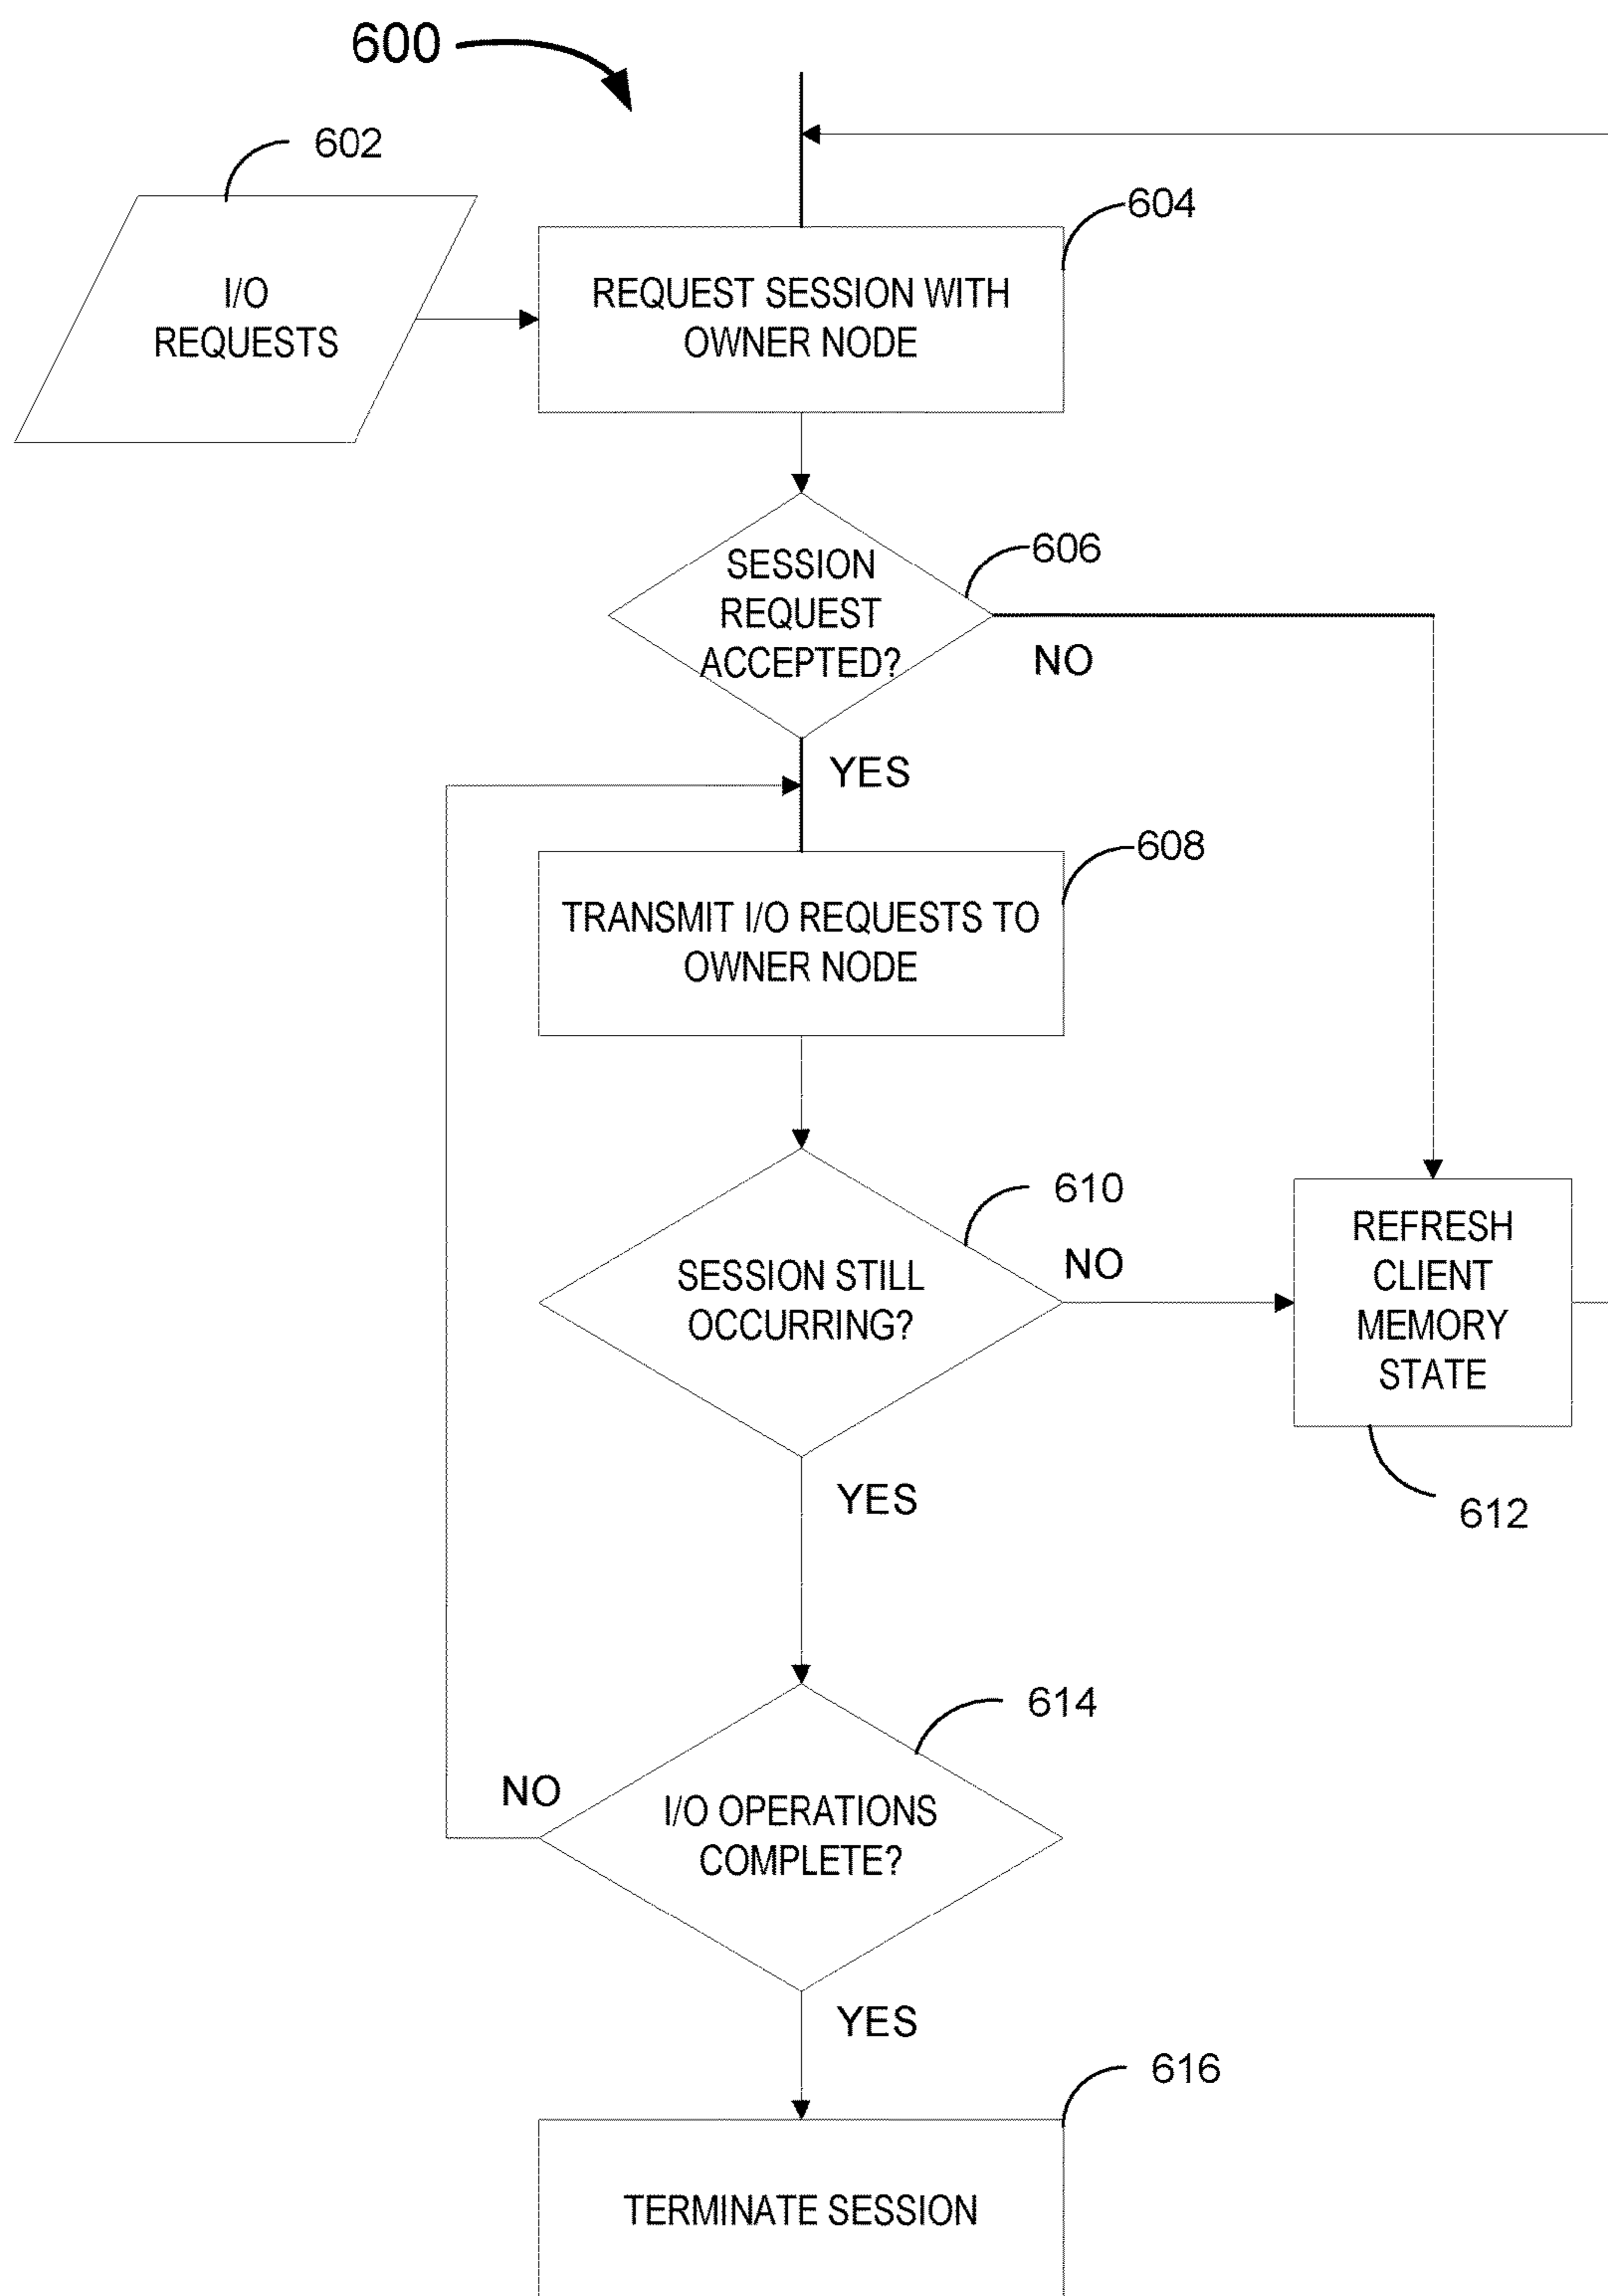 600
602
604
I/O
REQUESTS
REQUEST SESSION WITH
OWNER NODE
606
SESSION
REQUEST
ACCEPTED?
NO
YES
608
TRANSMIT I/O REQUESTS TO
OWNER NODE
610
SESSION STILL
OCCURRING?
NO
REFRESH
CLIENT
MEMORY
STATE
YES
612
614
NO
I/O OPERATIONS
COMPLETE?
YES
616
TERMINATE SESSION